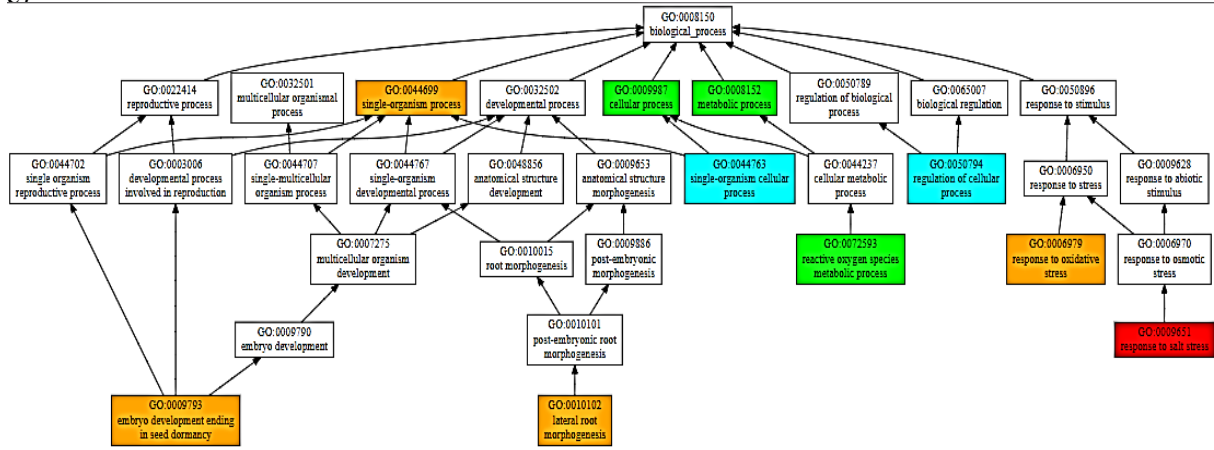 GO:0008150
biological_process
GO:0022414
reproductive process
GO:0032501
multicellular organismal
process
GO:0044699
single-organism process
GO:0032502
developmental process
GO:0009987
cellular process
GO:0008152
metabolic process
GO:0050789
regulation of biological
process
GO:0065007
biological regulation
GO:0050896
response to stimulus
GO:0044702
single organism
reproductive process
GO:0003006
developmental process
involved in reproduction
GO:0044707
single-multicellular
organism process
GO:0044767
single-organism
developmental process
GO:0048856
anatomical structure
development
GO:0009653
anatomical structure
morphogenesis
GO:0044763
single-organism cellular
process
GO:0044237
cellular metabolic
process
GO:0050794
regulation of cellular
process
GO:0006950
response to stress
GO:0009628
response to abiotic
stimulus
GO:0007275
multicellular organism
development
GO:0010015
root morphogenesis
GO:0009886
post-embryonic
morphogenesis
GO:0072593
reactive oxygen species
metabolic process
GO:0006979
response to oxidative
stress
GO:0006970
response to osmotic
stress
GO:0009790
embryo development
GO:0010101
post-embryonic root
morphogenesis
GO:0009651
response to salt stress
GO:0009793
embryo development ending
in seed dormancy
GO:0010102
lateral root
morphogenesis